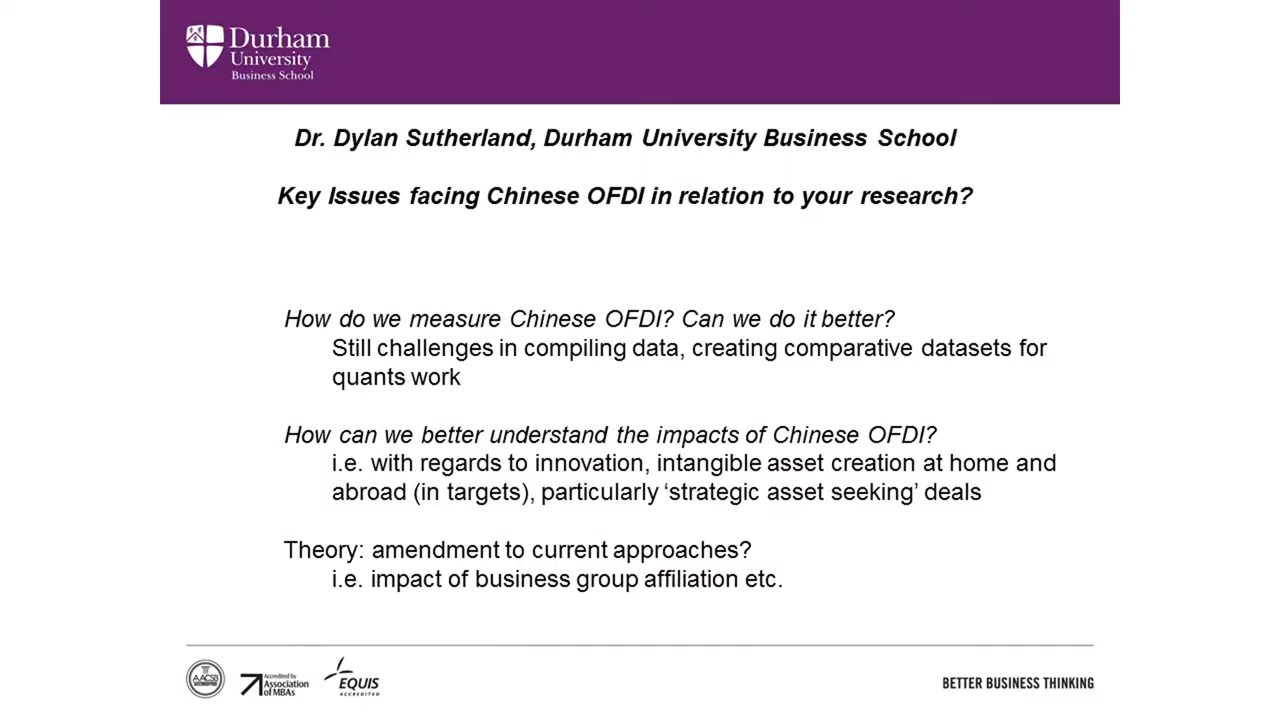 Durham
University
Business School
Dr. Dylan Sutherland, Durham University Business School
Key Issues facing Chinese OFDI in relation to your research?
How do we measure Chinese OFDI? Can we do it better?
Still challenges in compiling data, creating comparative datasets for
quants work
How can we better understand the impacts of Chinese OFDI?
i.e. with regards to innovation, intangible asset creation at home and
abroad (in targets), particularly ‘strategic asset seeking’ deals
Theory: amendment to current approaches?
i.e. impact of business group affiliation etc.
AACSB
ACCREDITED
Accredited by
Association
of MBAs
EQUIS
ACCREDITED
BETTER BUSINESS THINKING